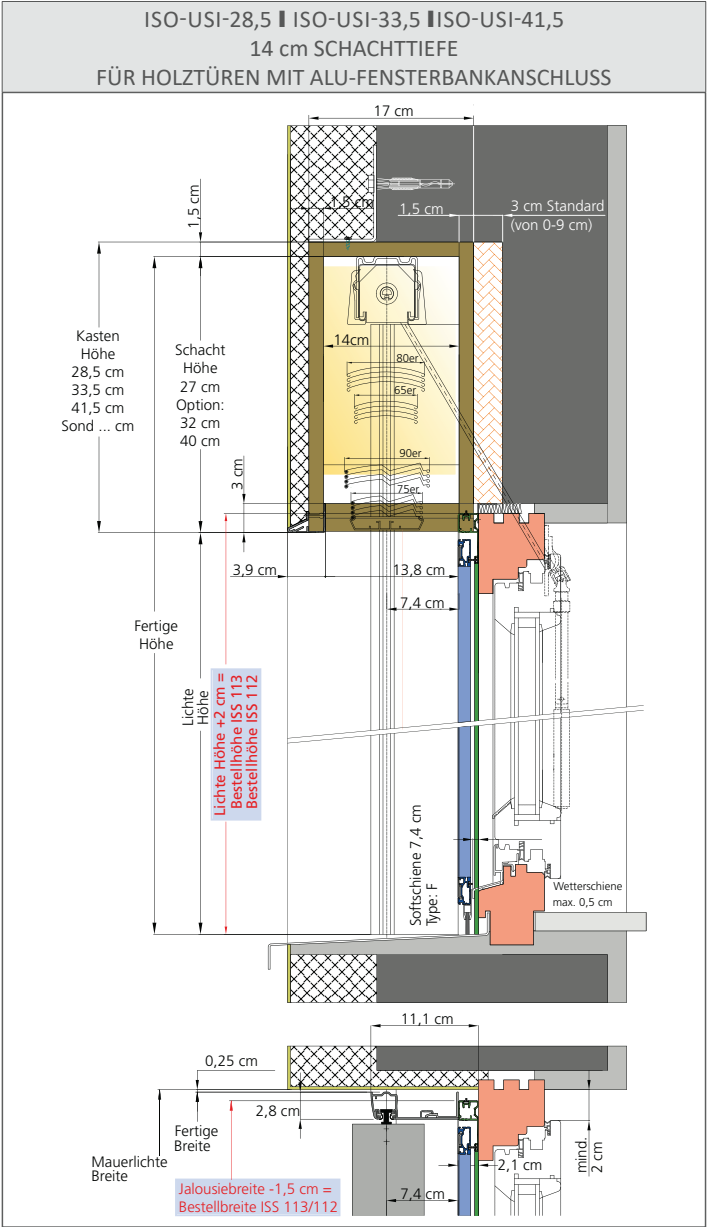 ISO-USI-28,5 ▌ ISO-USI-33,5 ▌ISO-USI-41,5
14 cm SCHACHTTIEFE
FÜR HOLZTÜREN MIT ALU-FENSTERBANKANSCHLUSS
17 cm
1,5 cm
1,5 cm
1,5 cm
3 cm Standard
(von 0-9 cm)
Kasten
Höhe
28,5 cm
33,5 cm
41,5 cm
Sond ... cm
Schacht
Höhe
27 cm
Option:
32 cm
40 cm
14cm
80er
65er
90er
75er
3 cm
3,9 cm
13,8 cm
7,4 cm
Fertige
Höhe
Lichte
Höhe
Lichte Höhe +2 cm =
Bestellhöhe ISS 113
Bestellhöhe ISS 112
Softschiene 7,4 cm
Type: F
Wetterschiene
max. 0,5 cm
11,1 cm
0,25 cm
2,8 cm
Fertige
Breite
Mauerlichte
Breite
mind.
2 cm
2,1 cm
Jalousiebreite -1,5 cm =
Bestellbreite ISS 113/112
7,4 cm